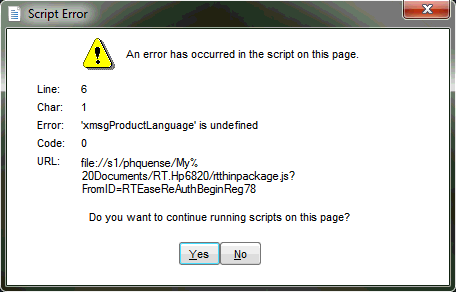 Script Error
An error has occurred in the script on this page.
Line: 6
Char: 1
Error: 'xmsgProductLanguage' is undefined
Code: 0
URL: file://s1/phquense/My%
20Documents/RT.Hp6820/rtthinpackage.js?
FromID=RTEaseReAuthBeginReg78
Do you want to continue running scripts on this page?
Yes No